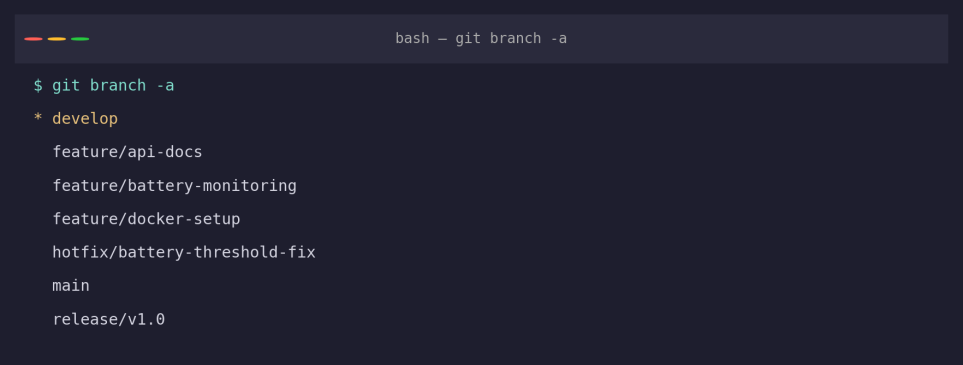 bash — git branch -a
$ git branch -a
* develop
  feature/api-docs
  feature/battery-monitoring
  feature/docker-setup
  hotfix/battery-threshold-fix
  main
  release/v1.0